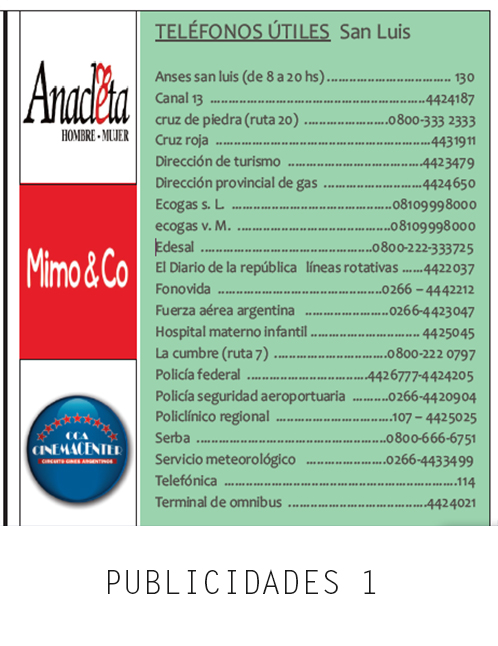 Anacleta
HOMBRE • MUJER
Mimo & Co
CCA
CINEMACENTER
CIRCUITO CINES ARGENTINOS
TELÉFONOS ÚTILES San Luis
Anses san luis (de 8 a 20 hs) ................................ 130
Canal 13 ........................................................4424187
cruz de piedra (ruta 20) ......................0800-333 2333
Cruz roja ........................................................4431911
Dirección de turismo ...................................4423479
Dirección provincial de gas ..........................4424650
Ecogas s. L. ..........................................08109998000
ecogas v. M. ........................................08109998000
Edesal .............................................0800-222-333725
El Diario de la república líneas rotativas ......4422037
Fonovida ...........................................0266 – 4442212
Fuerza aérea argentina ......................0266-4423047
Hospital materno infantil ............................ 4425045
La cumbre (ruta 7) .............................0800-222 0797
Policía federal ................................4426777-4424205
Policía seguridad aeroportuaria ..........0266-4420904
Policlínico regional ..............................107 – 4425025
Serba ..................................................0800-666-6751
Servicio meteorológico .....................0266-4433499
Telefónica .............................................................114
Terminal de omnibus ....................................4424021
PUBLICIDADES 1